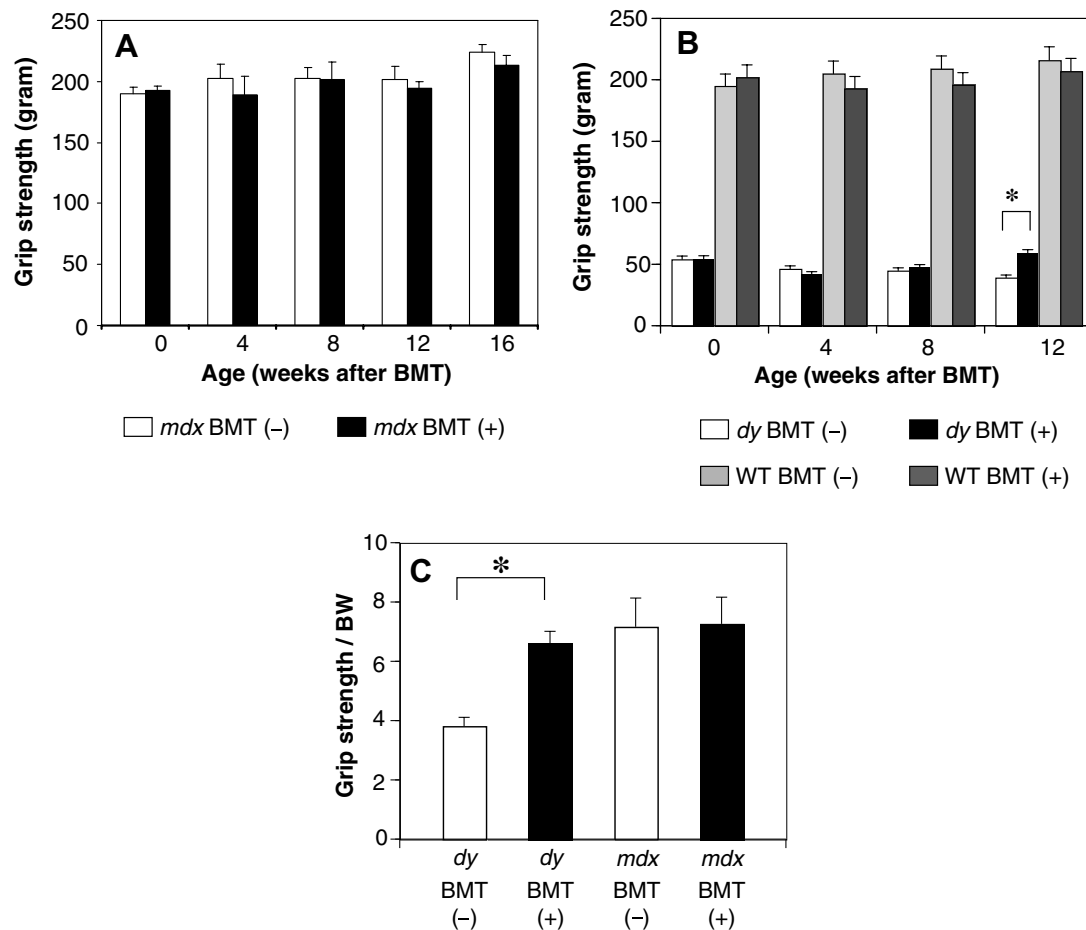 A
Grip strength (gram)
250
200
150
100
50
0
0 4 8 12 16
Age (weeks after BMT)
mdx BMT (–) mdx BMT (+)
B
Grip strength (gram)
250
200
150
100
50
0
*
0 4 8 12
Age (weeks after BMT)
dy BMT (–) dy BMT (+)
WT BMT (–) WT BMT (+)
C
Grip strength / BW
10
8
6
4
2
0
*
dy dy mdx mdx
BMT BMT BMT BMT
(–) (+) (–) (+)